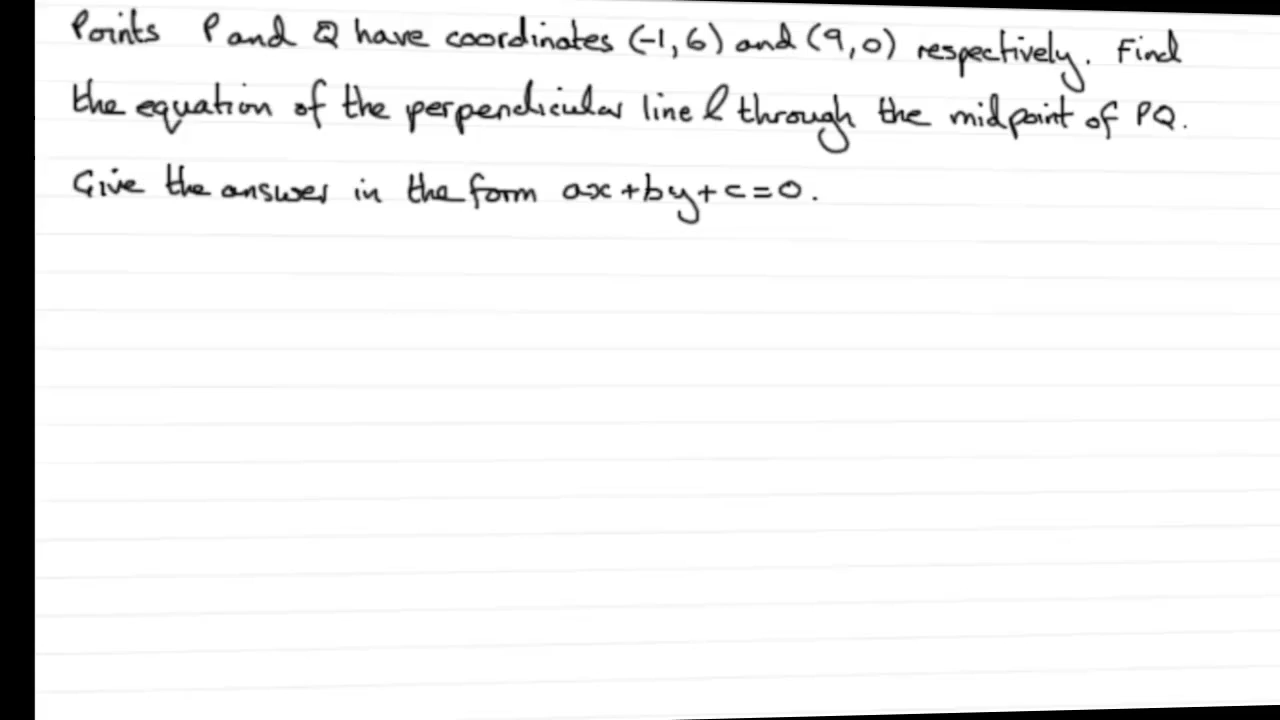 Points P and Q have coordinates (-1, 6) and (9, 0) respectively. Find
the equation of the perpendicular line l through the midpoint of PQ.
Give the answer in the form ax + by + c = 0.